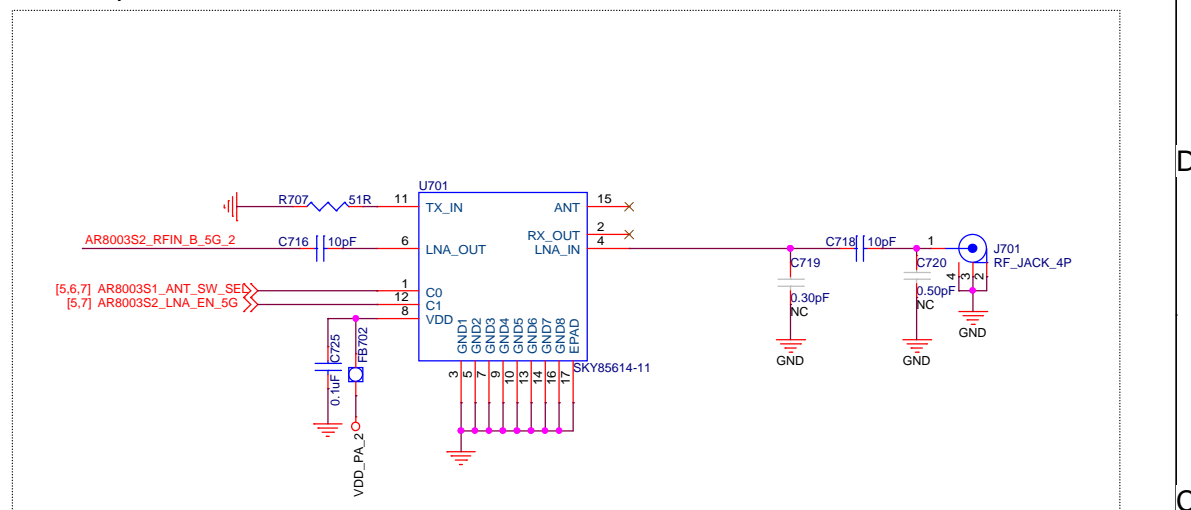 U701
R707 51R 11 TX_IN ANT 15
D
RX_OUT 2
AR8003S2_RFIN_B_5G_2 C716 10pF 6 LNA_OUT LNA_IN 4 C718 10pF 1 J701
RF_JACK_4P
C719 C720 4 3 2
[5,6,7] AR8003S1_ANT_SW_SEL 1 C0
[5,7] AR8003S2_LNA_EN_5G 12 C1
8 VDD
0.30pF 0.50pF
NC NC
GND
GND GND
C725 0.1uF
FB702
GND1 GND2 GND3 GND4 GND5 GND6 GND7 GND8 EPAD
SKY85614-11
3 5 7 9 10 13 14 16 17
VDD_PA_2
C